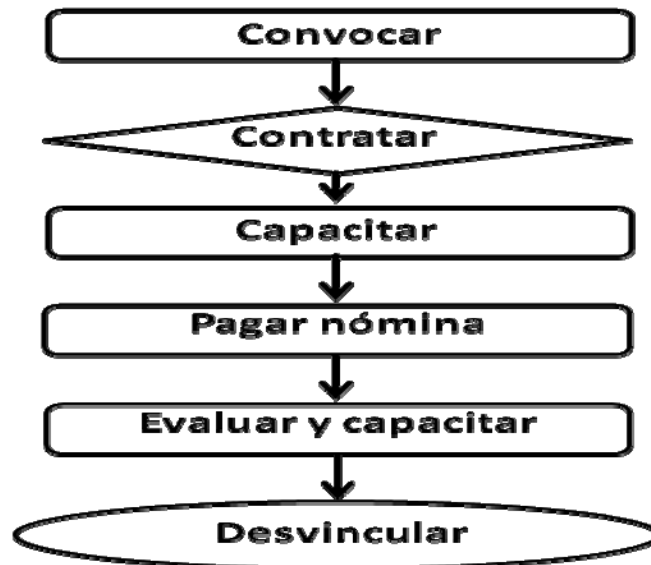 Convocar
Contratar
Capacitar
Pagar nómina
Evaluar y capacitar
Desvincular